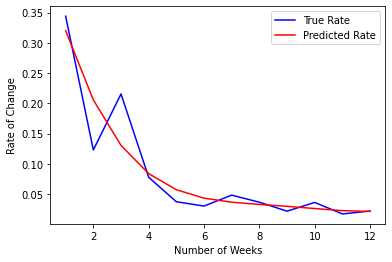 True Rate
Predicted Rate
0.35
0.30
0.25
0.20
0.15
0.10
0.05
Rate of Change
2 4 6 8 10 12
Number of Weeks